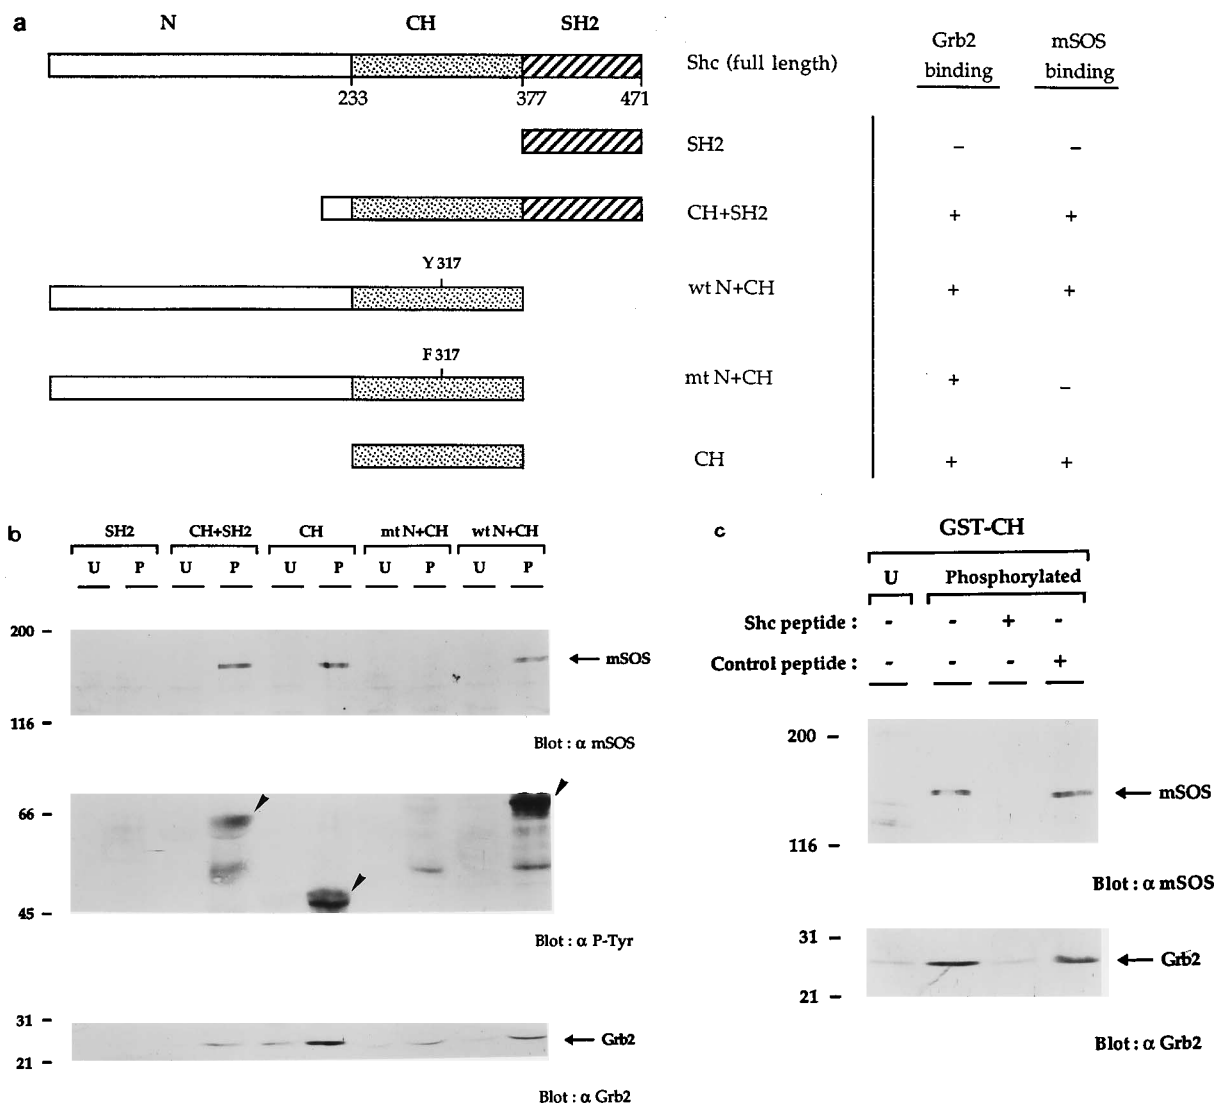 a
N CH SH2
Grb2 binding mSOS binding
Shc (full length)
233 377 471
SH2 – –
CH+SH2 + +
Y 317
wt N+CH + +
F 317
mt N+CH + –
CH + +
b
SH2 CH+SH2 CH mt N+CH wt N+CH
U P U P U P U P U P
200 –
mSOS
116 –
Blot : α mSOS
66 –
45 –
Blot : α P-Tyr
31 –
Grb2
21 –
Blot : α Grb2
c
GST-CH
U Phosphorylated
Shc peptide : - - + -
Control peptide : - - - +
200 –
mSOS
116 –
Blot : α mSOS
31 –
Grb2
21 –
Blot : α Grb2